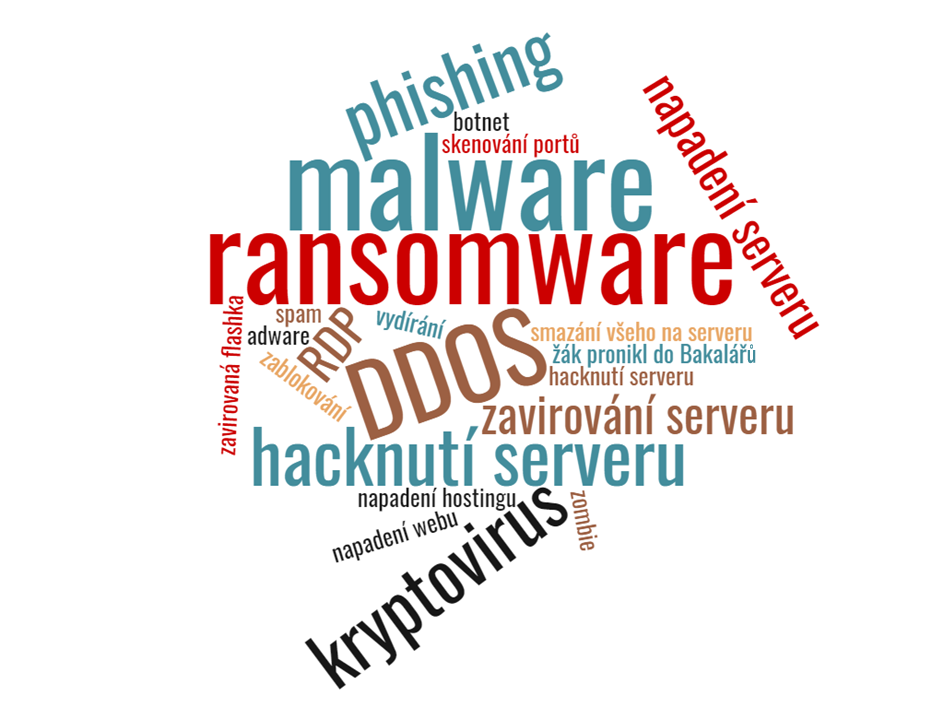 phishing
botnet
skenování portů
napadení serveru
malware
ransomware
zavirovaná flashka
spam
RDP
vydírání
DDOS
smazání všeho na serveru
adware
žák pronikl do Bakalářů
zablokování
hacknutí serveru
zavirování serveru
hacknutí serveru
napadení hostingu
zombie
napadení webu
kryptovirus